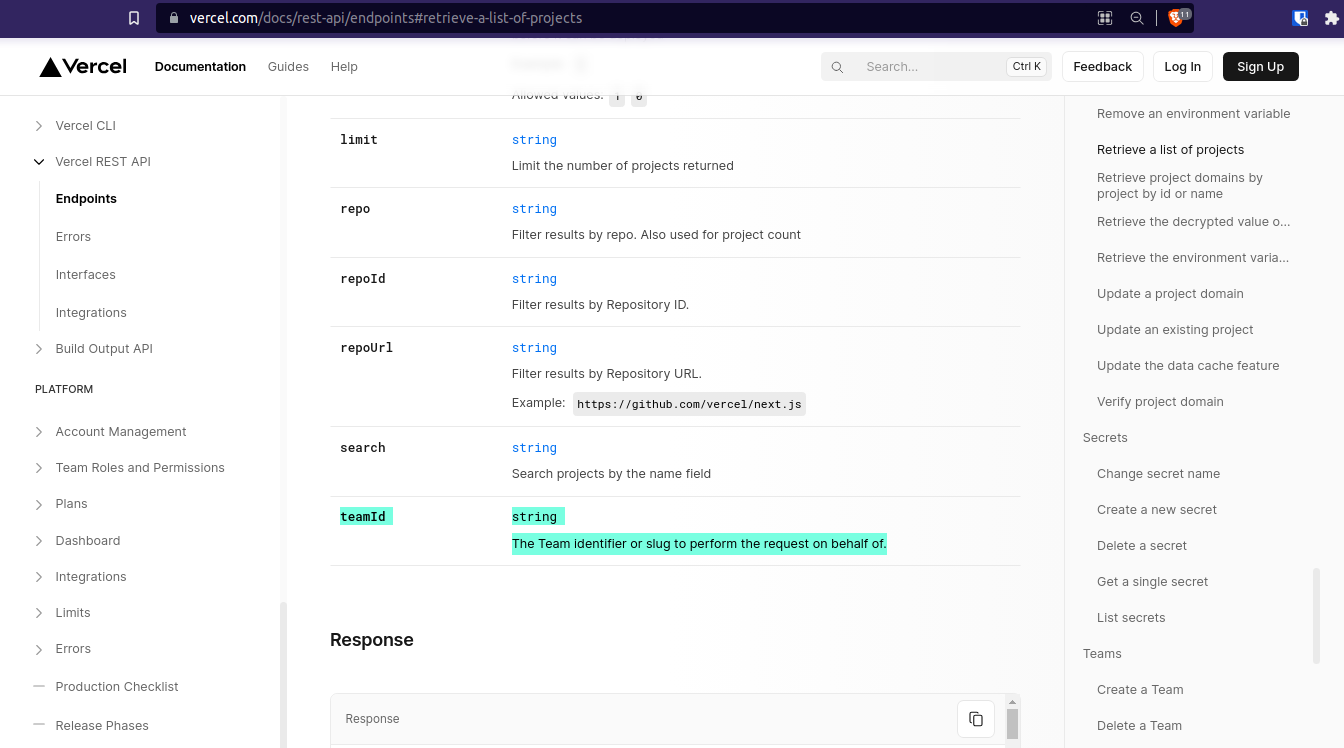 vercel.com/docs/rest-api/endpoints#retrieve-a-list-of-projects
11
Vercel
Documentation
Guides
Help
Search...
Ctrl K
Feedback
Log In
Sign Up
Vercel CLI
Vercel REST API
Endpoints
Errors
Interfaces
Integrations
Build Output API
PLATFORM
Account Management
Team Roles and Permissions
Plans
Dashboard
Integrations
Limits
Errors
Production Checklist
Release Phases
Allowed values: 1 0
limit
string
Limit the number of projects returned
repo
string
Filter results by repo. Also used for project count
repoId
string
Filter results by Repository ID.
repoUrl
string
Filter results by Repository URL.
Example: https://github.com/vercel/next.js
search
string
Search projects by the name field
teamId
string
The Team identifier or slug to perform the request on behalf of.
Response
Response
Remove an environment variable
Retrieve a list of projects
Retrieve project domains by
project by id or name
Retrieve the decrypted value o...
Retrieve the environment varia...
Update a project domain
Update an existing project
Update the data cache feature
Verify project domain
Secrets
Change secret name
Create a new secret
Delete a secret
Get a single secret
List secrets
Teams
Create a Team
Delete a Team